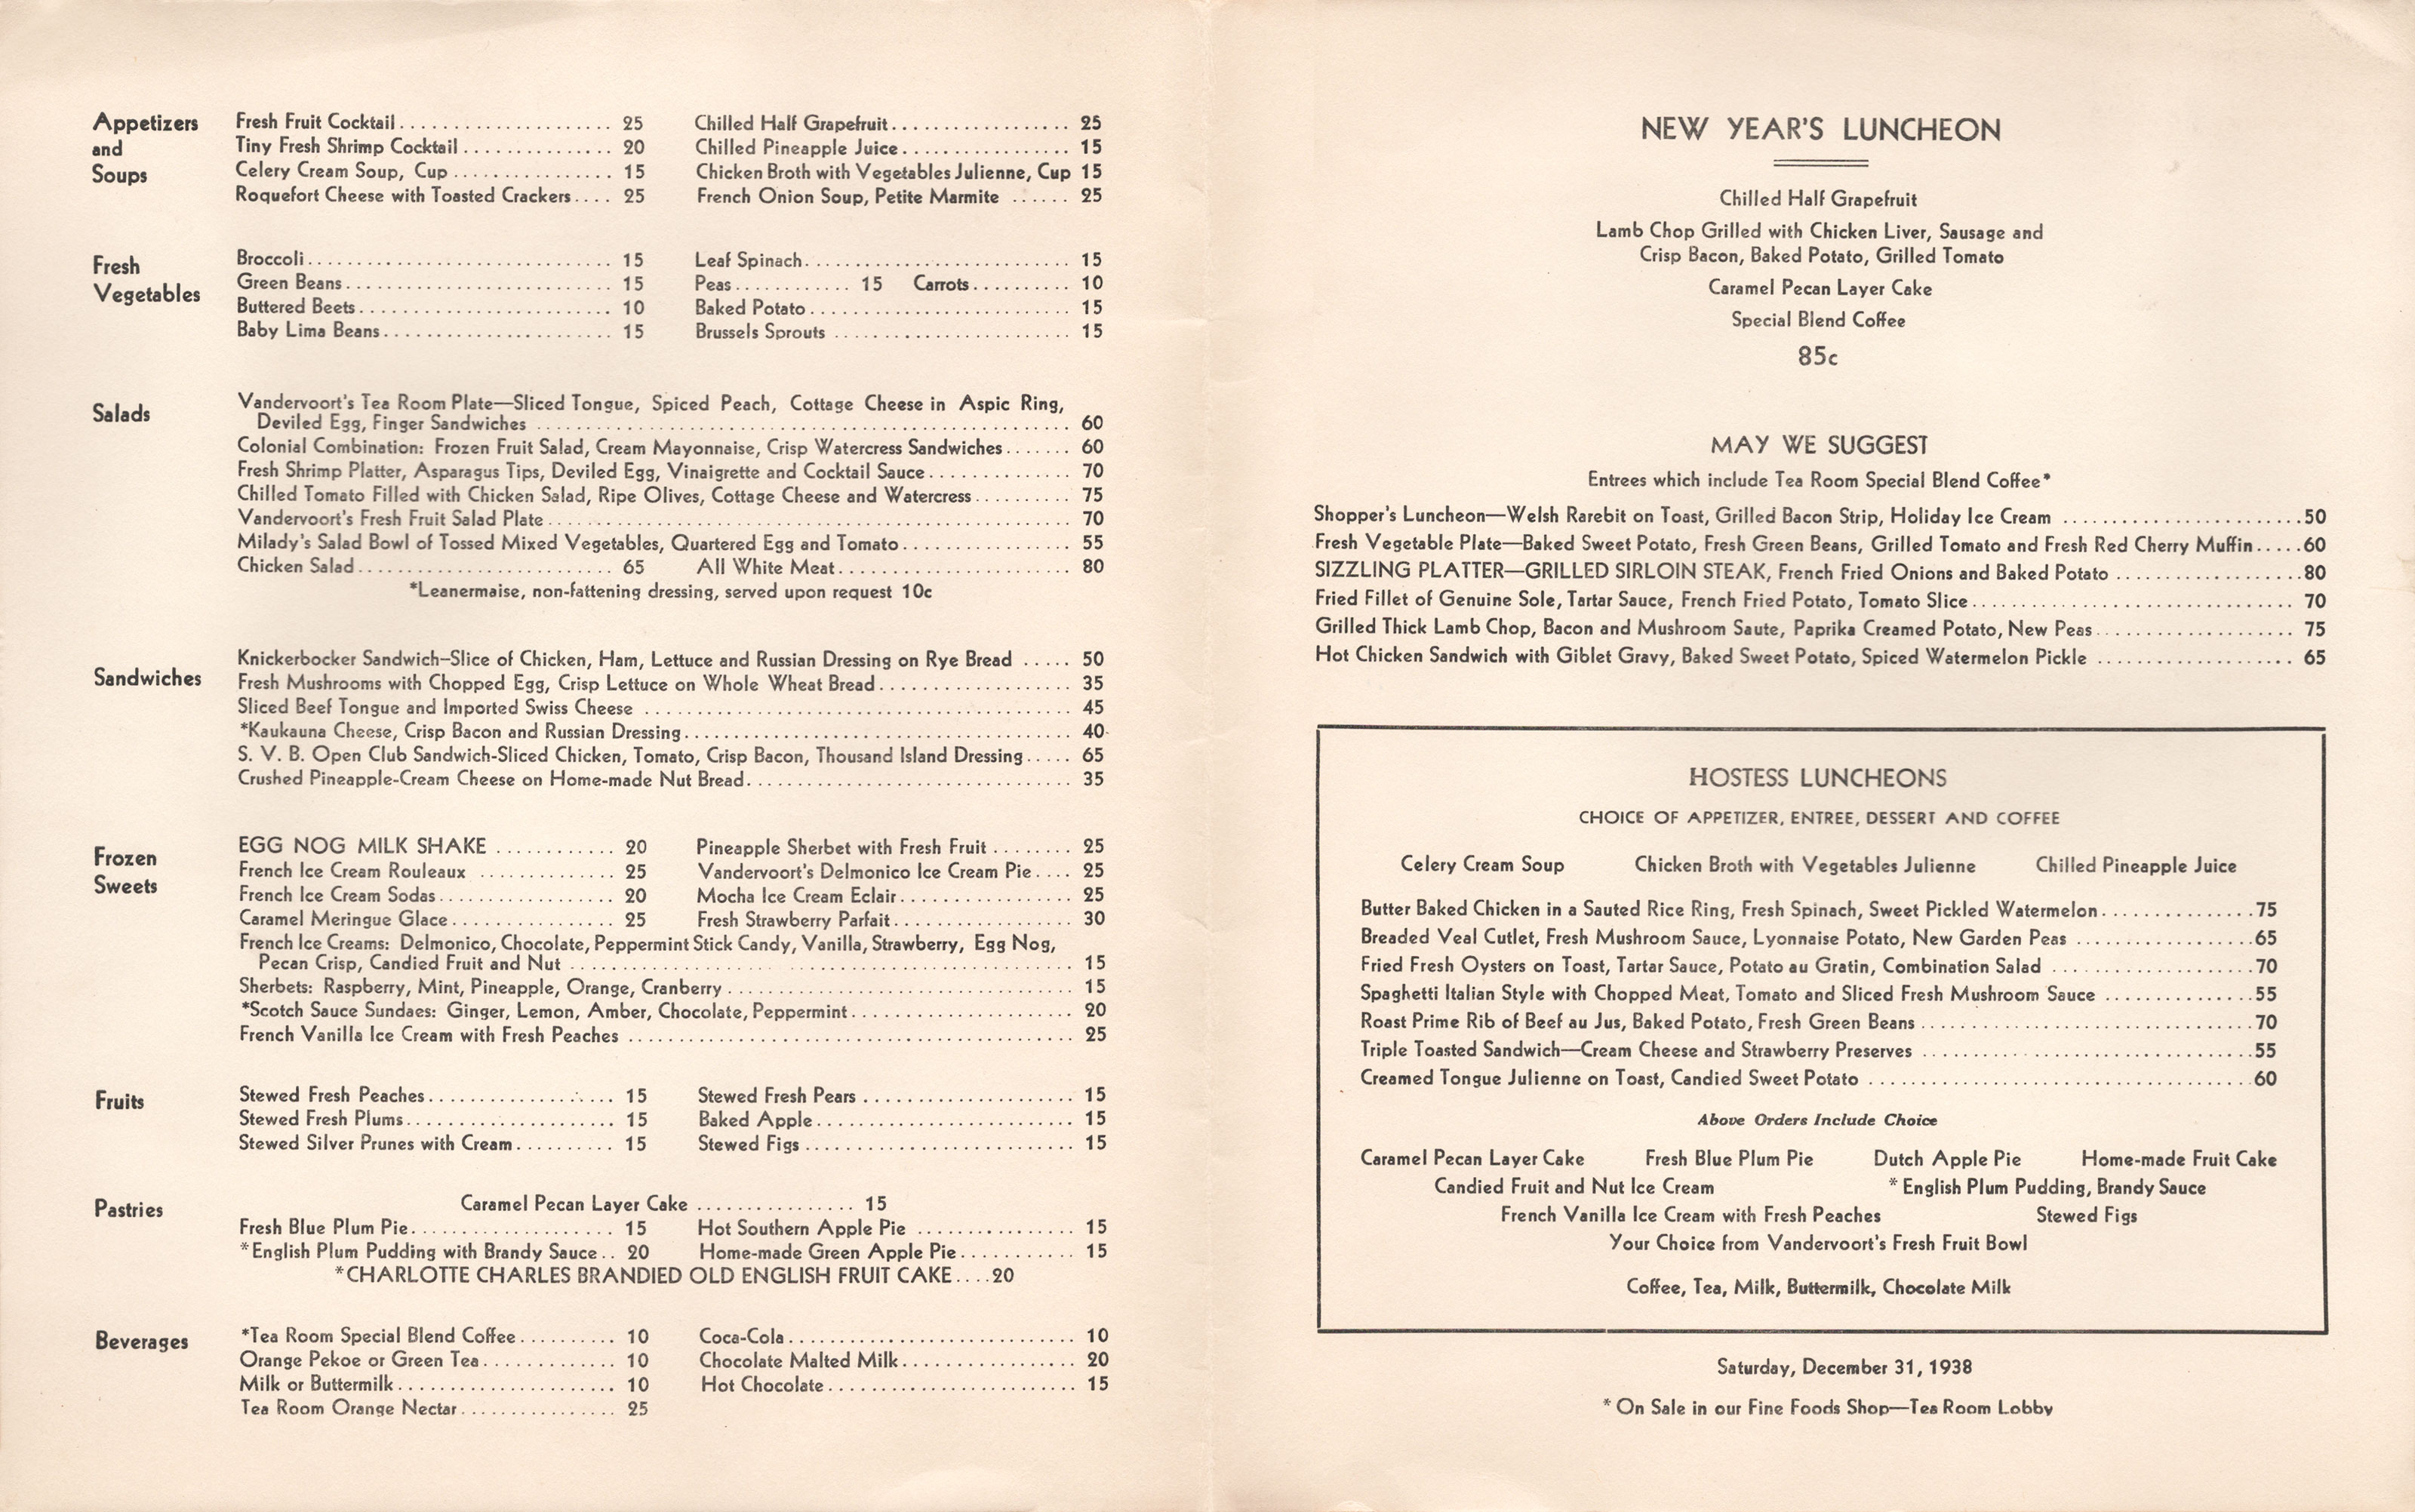 Appetizers
and
Soups
Fresh Fruit Cocktail..................... 25
Chilled Half Grapefruit.................. 25
Tiny Fresh Shrimp Cocktail............... 20
Chilled Pineapple Juice.................. 15
Celery Cream Soup, Cup ................ 15
Chicken Broth with Vegetables Julienne, Cup 15
Roquefort Cheese with Toasted Crackers.... 25
French Onion Soup, Petite Marmite ...... 25
Fresh
Vegetables
Broccoli............................... 15
Leaf Spinach........................... 15
Green Beans........................... 15
Peas............ 15 Carrots.......... 10
Buttered Beets.......................... 10
Baked Potato........................... 15
Baby Lima Beans........................ 15
Brussels Sprouts ........................ 15
Salads
Vandervoort's Tea Room Plate—Sliced Tongue, Spiced Peach, Cottage Cheese in Aspic Ring,
Deviled Egg, Finger Sandwiches ........................ 60
Colonial Combination: Frozen Fruit Salad, Cream Mayonnaise, Crisp Watercress Sandwiches....... 60
Fresh Shrimp Platter, Asparagus Tips, Deviled Egg, Vinaigrette and Cocktail Sauce............. 70
Chilled Tomato Filled with Chicken Salad, Ripe Olives, Cottage Cheese and Watercress.......... 75
Vandervoort's Fresh Fruit Salad Plate........................ 70
Milady's Salad Bowl of Tossed Mixed Vegetables, Quartered Egg and Tomato................ 55
Chicken Salad........................ 65 All White Meat........................ 80
*Leanermaise, non-fattening dressing, served upon request 10c
Sandwiches
Knickerbocker Sandwich–Slice of Chicken, Ham, Lettuce and Russian Dressing on Rye Bread ..... 50
Fresh Mushrooms with Chopped Egg, Crisp Lettuce on Whole Wheat Bread................... 35
Sliced Beef Tongue and Imported Swiss Cheese ........................ 45
*Kaukauna Cheese, Crisp Bacon and Russian Dressing........................ 40
S. V. B. Open Club Sandwich-Sliced Chicken, Tomato, Crisp Bacon, Thousand Island Dressing..... 65
Crushed Pineapple-Cream Cheese on Home-made Nut Bread........................ 35
Frozen
Sweets
EGG NOG MILK SHAKE ............ 20
Pineapple Sherbet with Fresh Fruit ........ 25
French Ice Cream Rouleaux ............. 25
Vandervoort's Delmonico Ice Cream Pie.... 25
French Ice Cream Sodas.................. 20
Mocha Ice Cream Eclair.................. 25
Caramel Meringue Glace................. 25
Fresh Strawberry Parfait.................. 30
French Ice Creams: Delmonico, Chocolate, Peppermint Stick Candy, Vanilla, Strawberry, Egg Nog,
Pecan Crisp, Candied Fruit and Nut ........................ 15
Sherbets: Raspberry, Mint, Pineapple, Orange, Cranberry........................ 15
*Scotch Sauce Sundaes: Ginger, Lemon, Amber, Chocolate, Peppermint...................... 20
French Vanilla Ice Cream with Fresh Peaches ........................ 25
Fruits
Stewed Fresh Peaches................... 15
Stewed Fresh Pears ..................... 15
Stewed Fresh Plums..................... 15
Baked Apple.......................... 15
Stewed Silver Prunes with Cream.......... 15
Stewed Figs........................... 15
Pastries
Caramel Pecan Layer Cake ................ 15
Fresh Blue Plum Pie..................... 15
Hot Southern Apple Pie ................ 15
*English Plum Pudding with Brandy Sauce.. 20
Home-made Green Apple Pie............ 15
*CHARLOTTE CHARLES BRANDIED OLD ENGLISH FRUIT CAKE....20
Beverages
*Tea Room Special Blend Coffee.......... 10
Coca-Cola............................. 10
Orange Pekoe or Green Tea............. 10
Chocolate Malted Milk.................. 20
Milk or Buttermilk...................... 10
Hot Chocolate......................... 15
Tea Room Orange Nectar................ 25
NEW YEAR'S LUNCHEON
Chilled Half Grapefruit
Lamb Chop Grilled with Chicken Liver, Sausage and
Crisp Bacon, Baked Potato, Grilled Tomato
Caramel Pecan Layer Cake
Special Blend Coffee
85c
MAY WE SUGGEST
Entrees which include Tea Room Special Blend Coffee*
Shopper's Luncheon—Welsh Rarebit on Toast, Grilled Bacon Strip, Holiday Ice Cream ........................50
Fresh Vegetable Plate—Baked Sweet Potato, Fresh Green Beans, Grilled Tomato and Fresh Red Cherry Muffin.....60
SIZZLING PLATTER—GRILLED SIRLOIN STEAK, French Fried Onions and Baked Potato ...................80
Fried Fillet of Genuine Sole, Tartar Sauce, French Fried Potato, Tomato Slice........................ 70
Grilled Thick Lamb Chop, Bacon and Mushroom Saute, Paprika Creamed Potato, New Peas................... 75
Hot Chicken Sandwich with Giblet Gravy, Baked Sweet Potato, Spiced Watermelon Pickle ................... 65
HOSTESS LUNCHEONS
CHOICE OF APPETIZER, ENTREE, DESSERT AND COFFEE
Celery Cream Soup Chicken Broth with Vegetables Julienne Chilled Pineapple Juice
Butter Baked Chicken in a Sauted Rice Ring, Fresh Spinach, Sweet Pickled Watermelon...............75
Breaded Veal Cutlet, Fresh Mushroom Sauce, Lyonnaise Potato, New Garden Peas .................65
Fried Fresh Oysters on Toast, Tartar Sauce, Potato au Gratin, Combination Salad ...................70
Spaghetti Italian Style with Chopped Meat, Tomato and Sliced Fresh Mushroom Sauce ..............55
Roast Prime Rib of Beef au Jus, Baked Potato, Fresh Green Beans........................70
Triple Toasted Sandwich—Cream Cheese and Strawberry Preserves ........................55
Creamed Tongue Julienne on Toast, Candied Sweet Potato ........................60
Above Orders Include Choice
Caramel Pecan Layer Cake Fresh Blue Plum Pie Dutch Apple Pie Home-made Fruit Cake
Candied Fruit and Nut Ice Cream *English Plum Pudding, Brandy Sauce
French Vanilla Ice Cream with Fresh Peaches Stewed Figs
Your Choice from Vandervoort's Fresh Fruit Bowl
Coffee, Tea, Milk, Buttermilk, Chocolate Milk
Saturday, December 31, 1938
*On Sale in our Fine Foods Shop—Tea Room Lobby